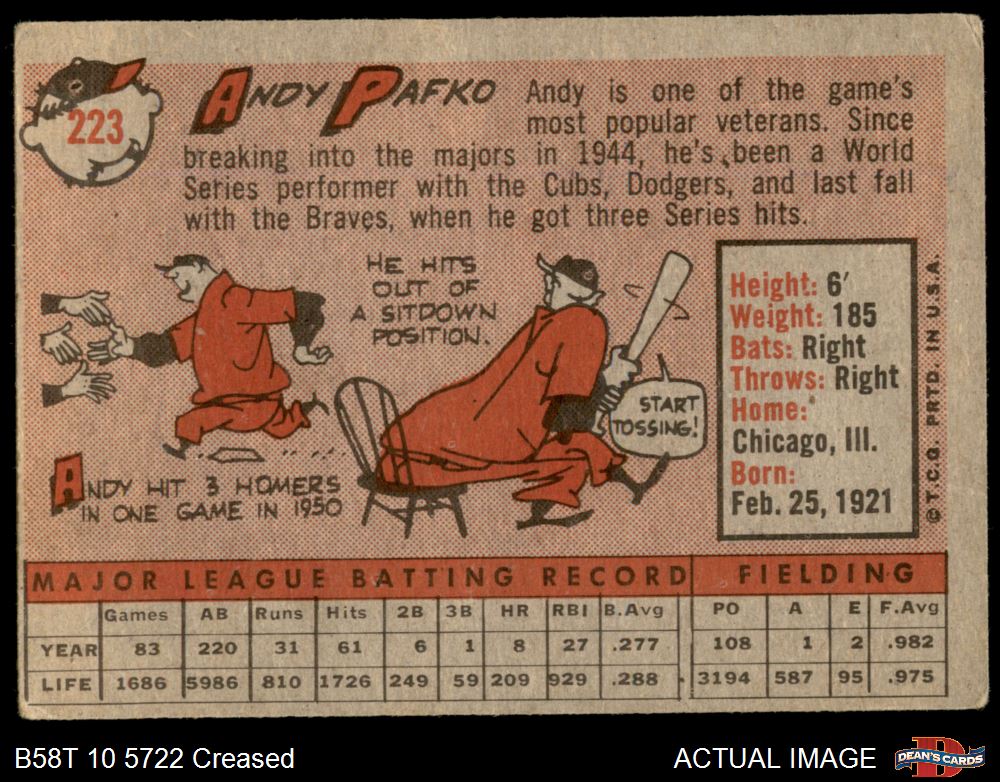 223
ANDY PAFKO
Andy is one of the game's
most popular veterans. Since
breaking into the majors in 1944, he's been a World
Series performer with the Cubs, Dodgers, and last fall
with the Braves, when he got three Series hits.
HE HITS
OUT OF
A SITDOWN
POSITION.
START
TOSSING!
ANDY HIT 3 HOMERS
IN ONE GAME IN 1950
Height: 6'
Weight: 185
Bats: Right
Throws: Right
Home:
Chicago, Ill.
Born:
Feb. 25, 1921
©T.C.G. PRTD. IN U.S.A.
MAJOR LEAGUE BATTING RECORD FIELDING
Games AB Runs Hits 2B 3B HR RBI B.Avg PO A E F.Avg
YEAR 83 220 31 61 6 1 8 27 .277 108 1 2 .982
LIFE 1686 5986 810 1726 249 59 209 929 .288 3194 587 95 .975
B58T 10 5722 Creased
ACTUAL IMAGE
D
DEAN'S CARDS